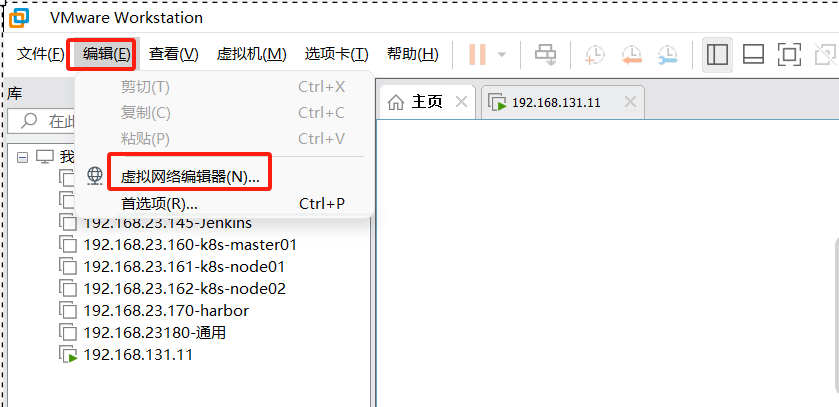 VMware Workstation
文件(F) 编辑(E) 查看(V) 虚拟机(M) 选项卡(T) 帮助(H)
库
剪切(T) Ctrl+X
复制(C) Ctrl+C
粘贴(P) Ctrl+V
虚拟网络编辑器(N)...
首选项(R)... Ctrl+P
主页
192.168.131.11
在此
我
192.168.23.145-Jenkins
192.168.23.160-k8s-master01
192.168.23.161-k8s-node01
192.168.23.162-k8s-node02
192.168.23.170-harbor
192.168.23180-通用
192.168.131.11